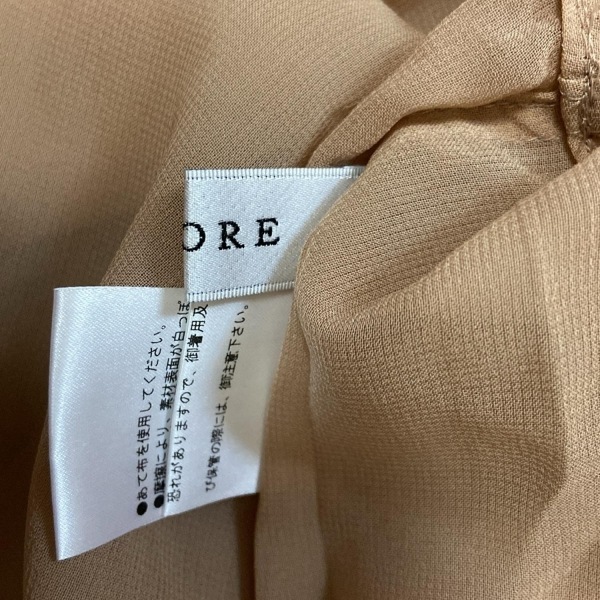 ORE
●あて布を使用してください。
●摩擦により、素材表面が白っぽ
恐れがありますので、御着用及
び保管の際には、御注意下さい。